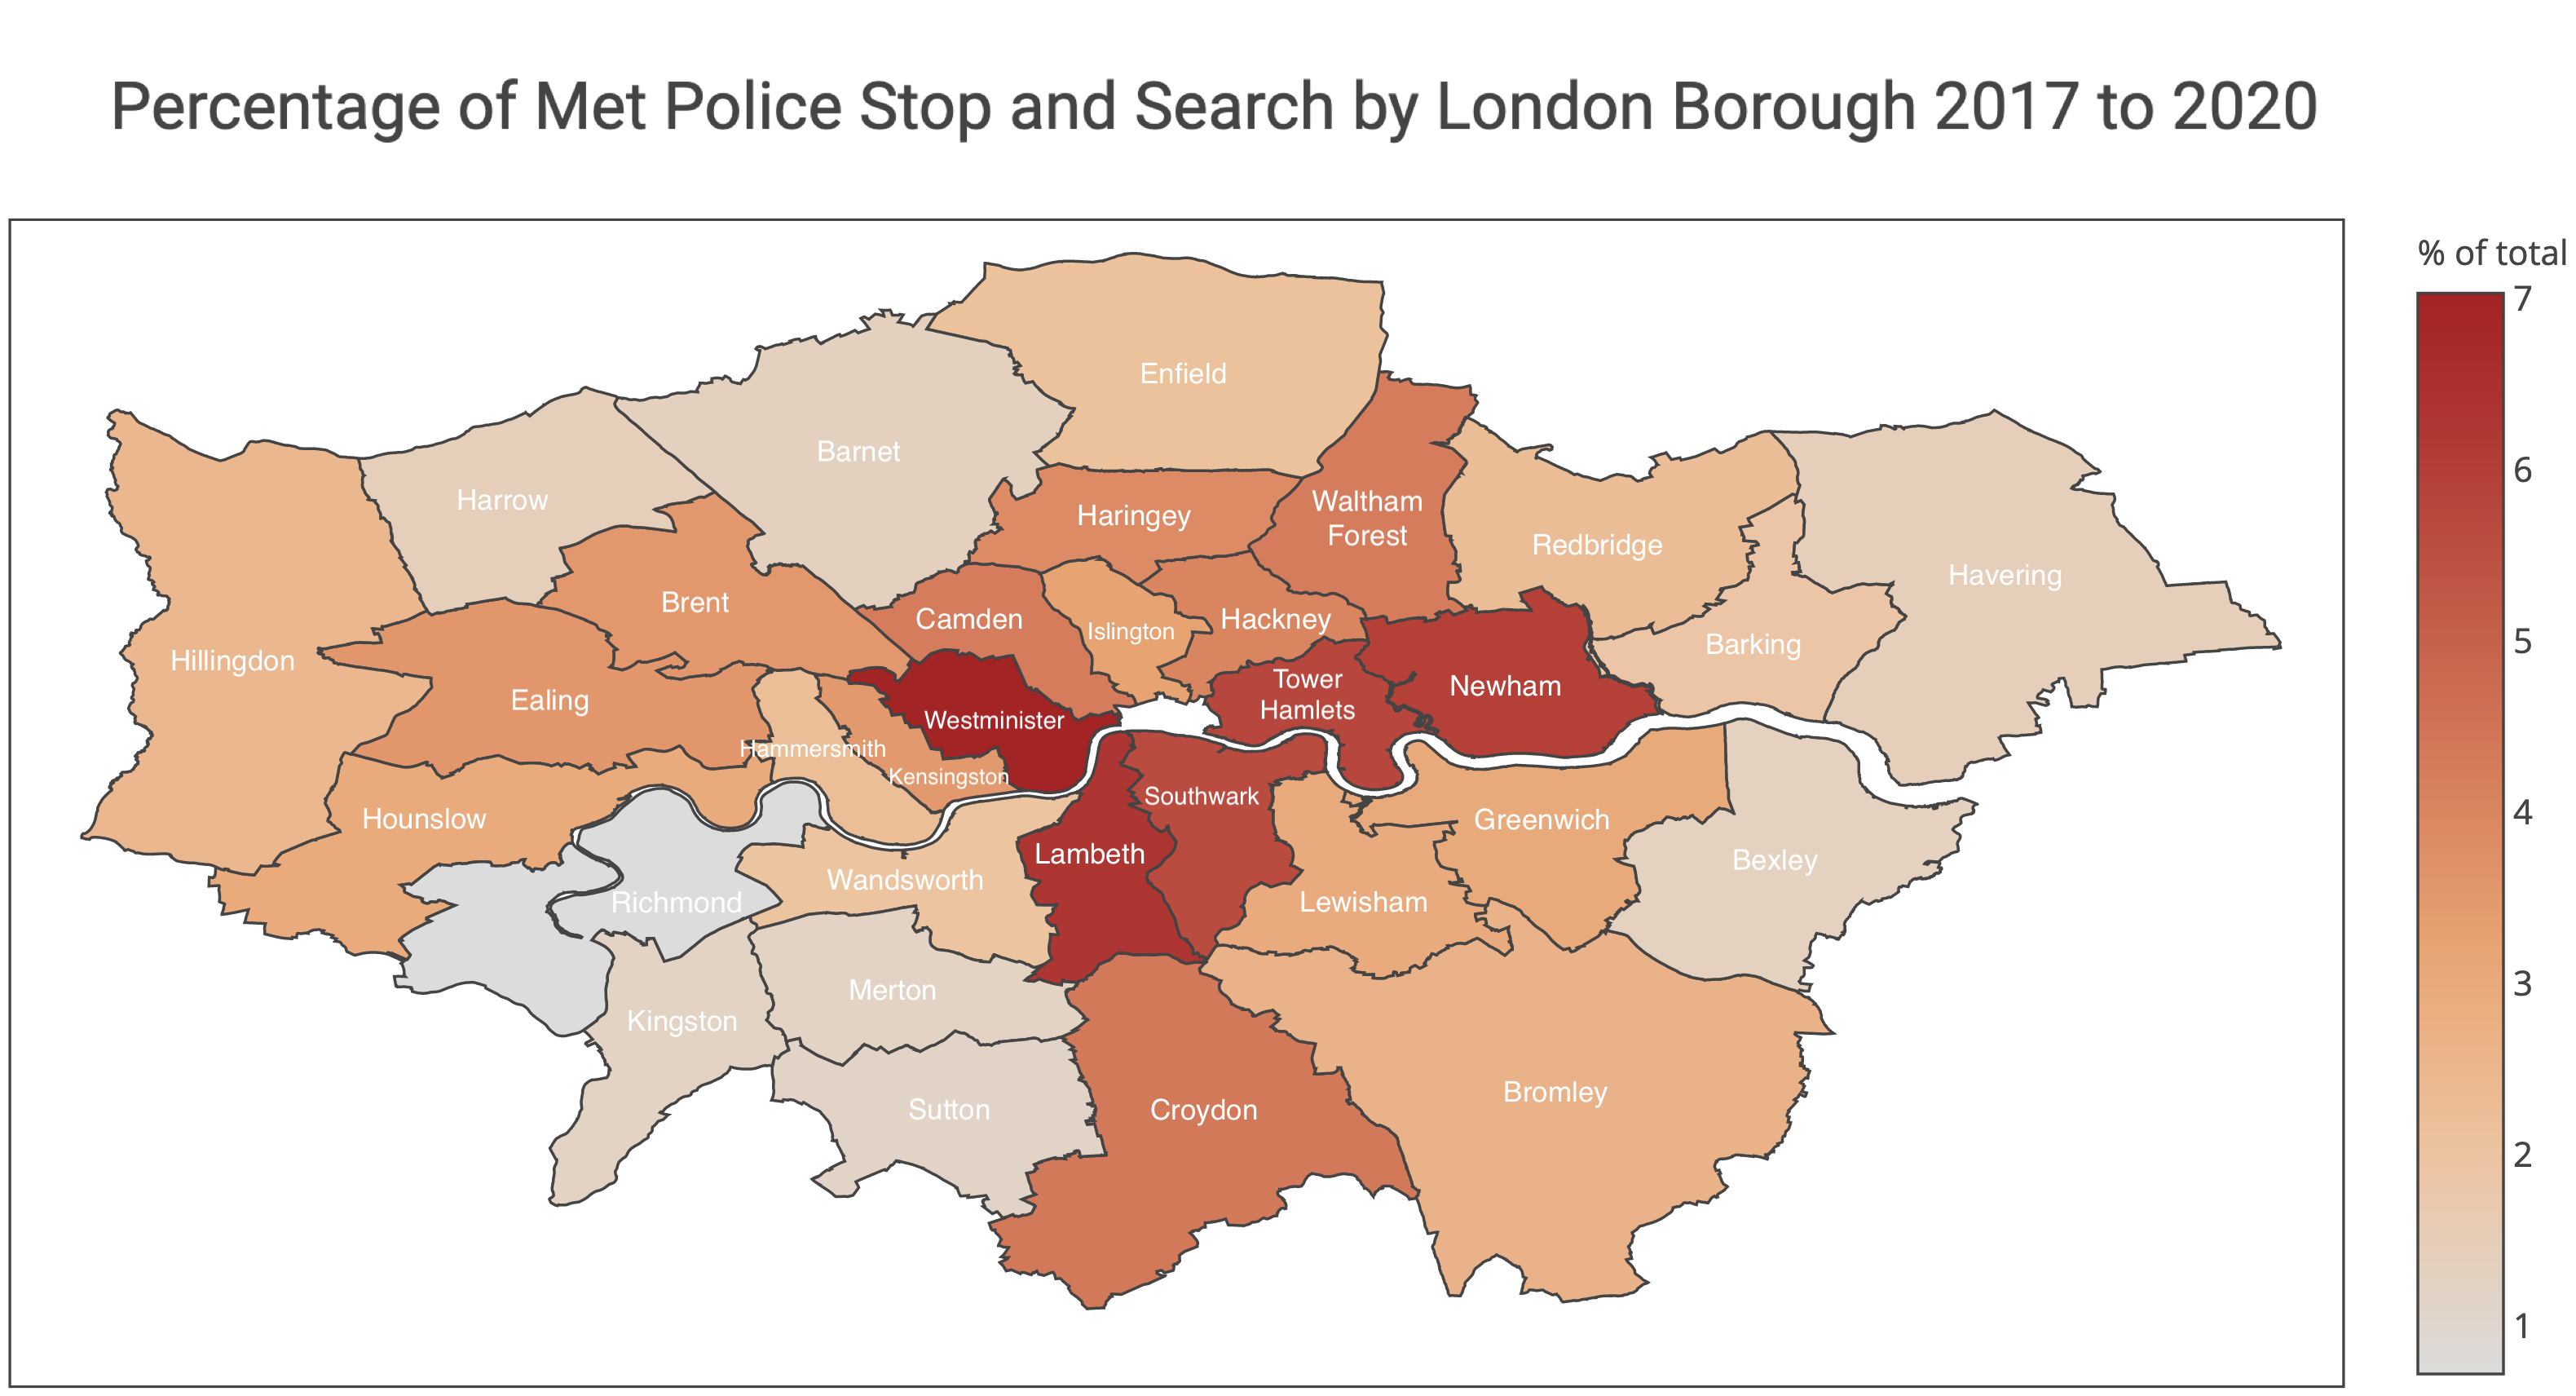 Percentage of Met Police Stop and Search by London Borough 2017 to 2020
% of total
7
6
5
4
3
2
1
Enfield
Barnet
Harrow
Haringey
Waltham
Forest
Redbridge
Havering
Brent
Camden
Islington
Hackney
Barking
Hillingdon
Ealing
Westminister
Tower
Hamlets
Newham
Hammersmith
Kensingston
Hounslow
Southwark
Greenwich
Lambeth
Bexley
Richmond
Wandsworth
Lewisham
Merton
Kingston
Sutton
Croydon
Bromley